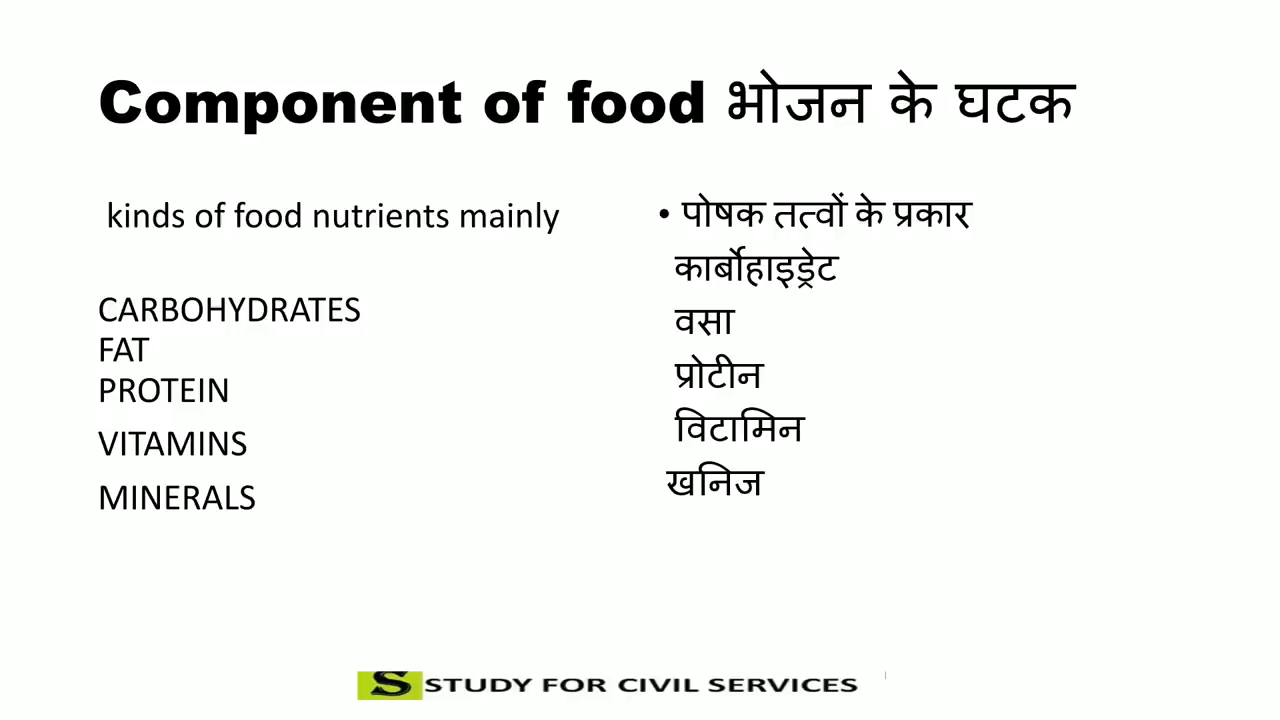 Component of food भोजन के घटक
kinds of food nutrients mainly
CARBOHYDRATES
FAT
PROTEIN
VITAMINS
MINERALS
• पोषक तत्वों के प्रकार
कार्बोहाइड्रेट
वसा
प्रोटीन
विटामिन
खनिज
S STUDY FOR CIVIL SERVICES